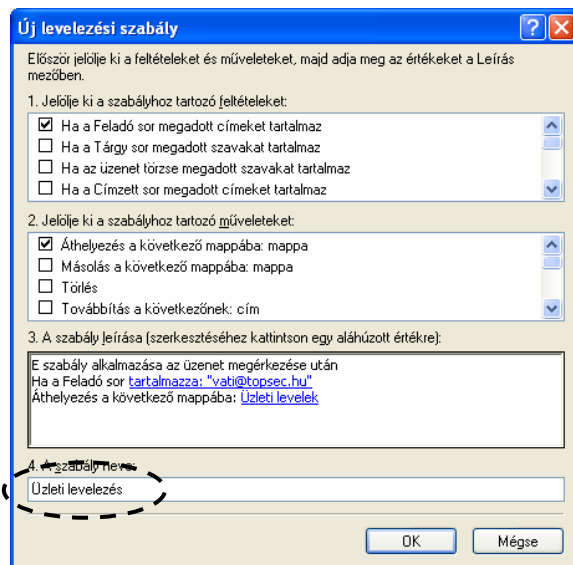 Új levelezési szabály
Először jelölje ki a feltételeket és műveleteket, majd adja meg az értékeket a Leírás
mezőben.
1. Jelölje ki a szabályhoz tartozó feltételeket:
Ha a Feladó sor megadott címeket tartalmaz
Ha a Tárgy sor megadott szavakat tartalmaz
Ha az üzenet törzse megadott szavakat tartalmaz
Ha a Címzett sor megadott címeket tartalmaz
2. Jelölje ki a szabályhoz tartozó műveleteket:
Áthelyezés a következő mappába: mappa
Másolás a következő mappába: mappa
Törlés
Továbbítás a következőnek: cím
3. A szabály leírása (szerkesztéséhez kattintson egy aláhúzott értékre):
E szabály alkalmazása az üzenet megérkezése után
Ha a Feladó sor tartalmazza: "vati@topsec.hu"
Áthelyezés a következő mappába: Üzleti levelek
4. A szabály neve:
Üzleti levelezés
OK Mégse